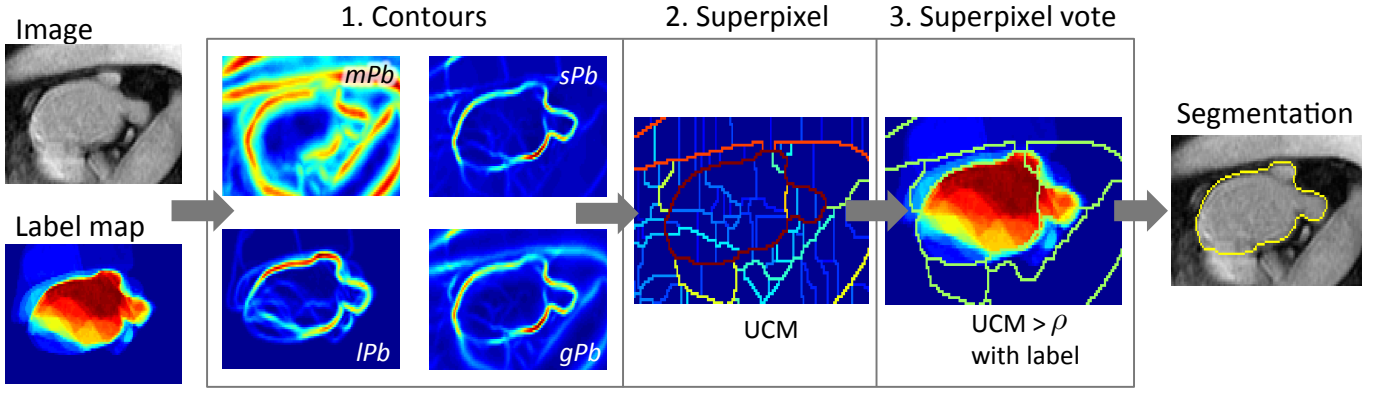 Image
1. Contours
2. Superpixel
3. Superpixel vote
mPb
sPb
Segmentation
Label map
lPb
gPb
UCM
UCM > ρ
with label